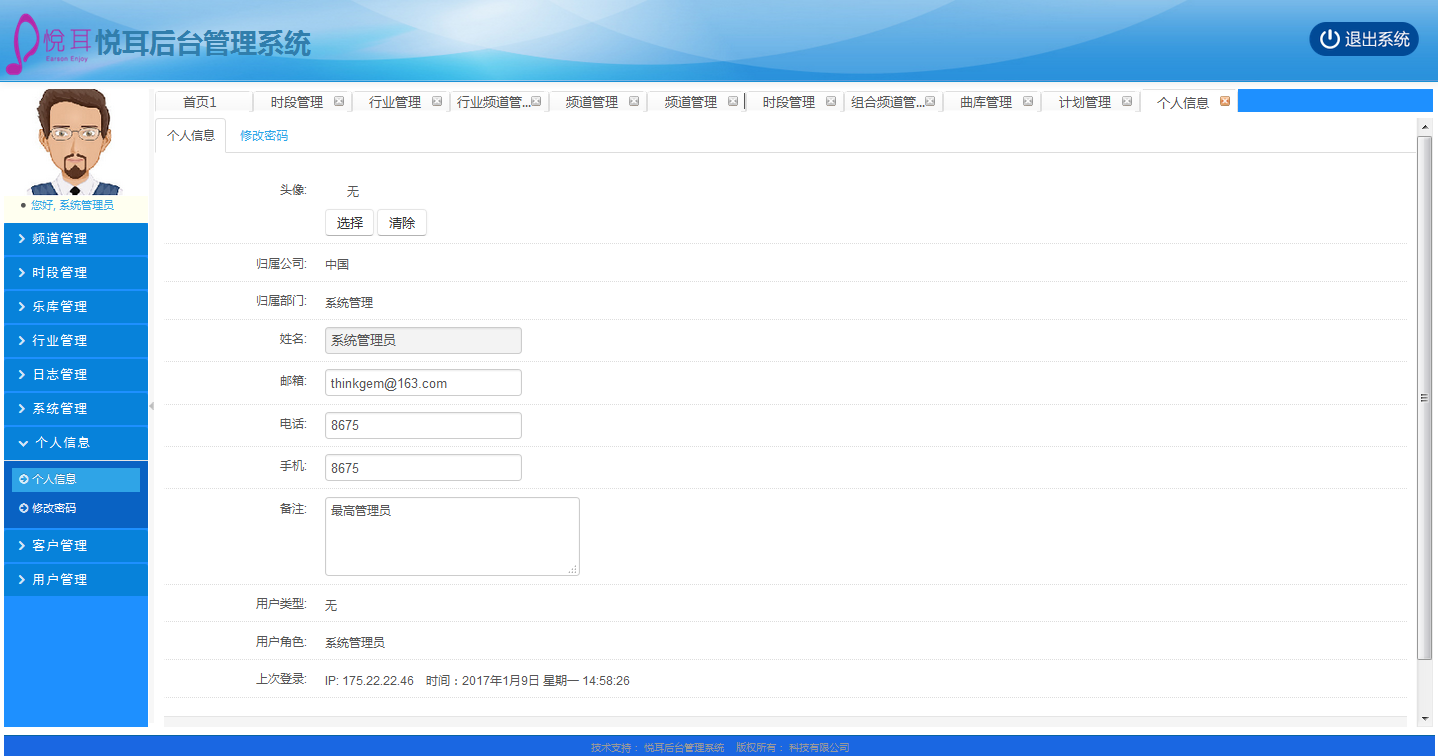 悦耳 悦耳后台管理系统
Earson Enjoy
退出系统
首页1 时段管理 行业管理 行业频道管... 频道管理 频道管理 时段管理 组合频道管... 曲库管理 计划管理 个人信息
您好, 系统管理员
频道管理
时段管理
乐库管理
行业管理
日志管理
系统管理
个人信息
个人信息
修改密码
客户管理
用户管理
个人信息 修改密码
头像: 无
选择 清除
归属公司: 中国
归属部门: 系统管理
姓名: 系统管理员
邮箱: thinkgem@163.com
电话: 8675
手机: 8675
备注: 最高管理员
用户类型: 无
用户角色: 系统管理员
上次登录: IP: 175.22.22.46 时间：2017年1月9日 星期一 14:58:26
技术支持： 悦耳后台管理系统 版权所有： 科技有限公司